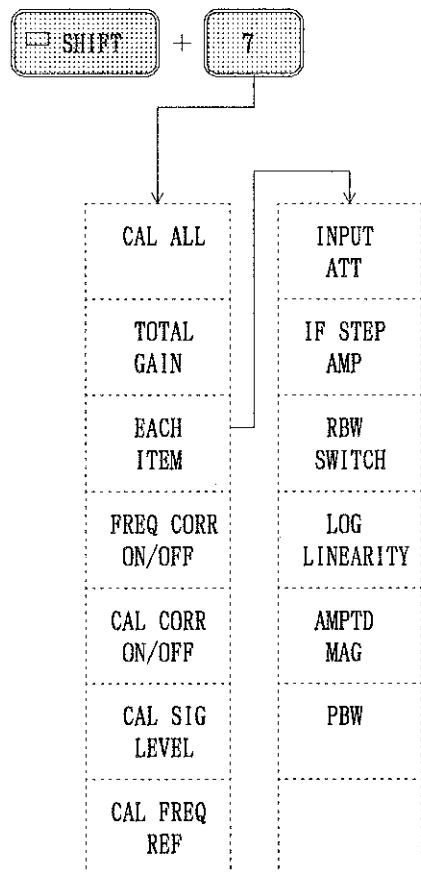 SHIFT + 7
CAL ALL
TOTAL
GAIN
EACH
ITEM
FREQ CORR
ON/OFF
CAL CORR
ON/OFF
CAL SIG
LEVEL
CAL FREQ
REF
INPUT
ATT
IF STEP
AMP
RBW
SWITCH
LOG
LINEARITY
AMPTD
MAG
PBW